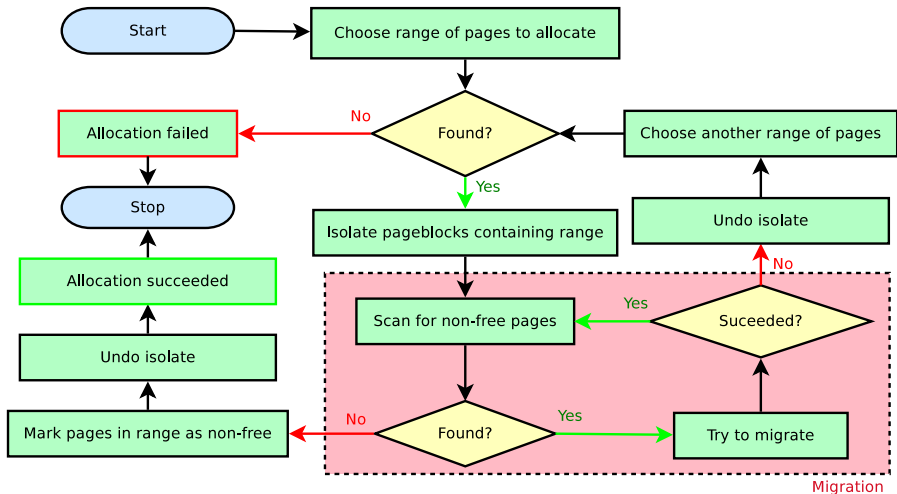 Start
Choose range of pages to allocate
No
Allocation failed
Found?
Choose another range of pages
Yes
Stop
Isolate pageblocks containing range
Undo isolate
No
Allocation succeeded
Scan for non-free pages
Yes
Suceeded?
Undo isolate
Mark pages in range as non-free
No
Found?
Yes
Try to migrate
Migration